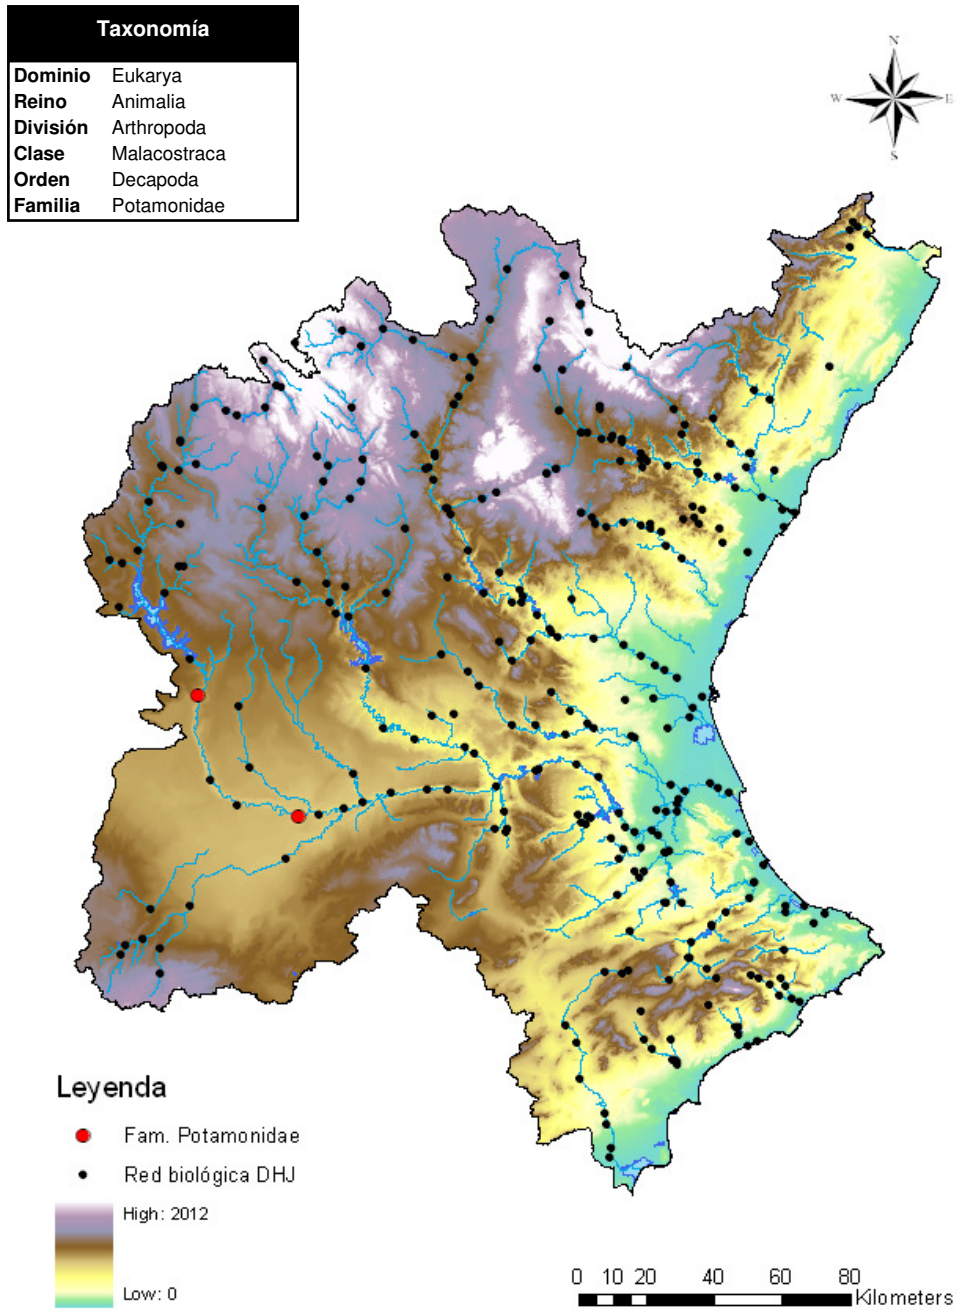 Taxonomía
Dominio Eukarya
Reino Animalia
División Arthropoda
Clase Malacostraca
Orden Decapoda
Familia Potamonidae
N
W E
S
Leyenda
Fam. Potamonidae
Red biológica DHJ
High: 2012
Low: 0
0 10 20 40 60 80
Kilometers